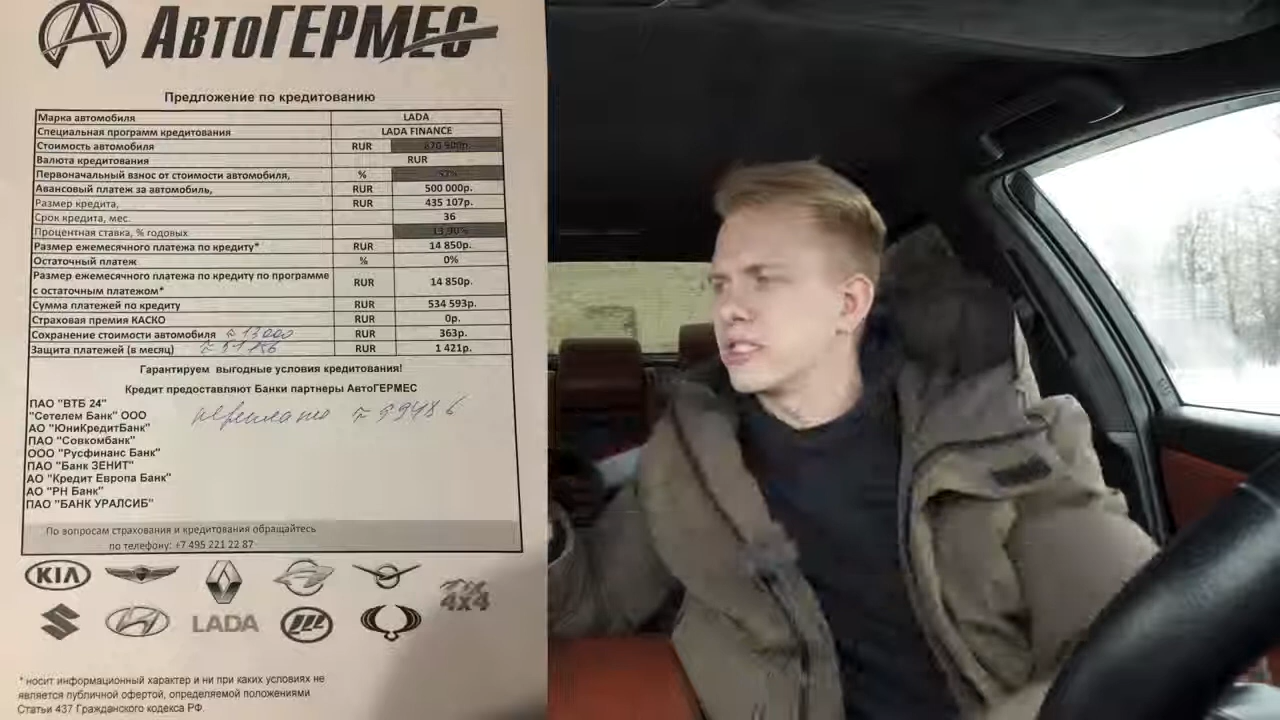 АвтоГЕРМЕС
Предложение по кредитованию
Марка автомобиля LADA
Специальная программ кредитования LADA FINANCE
Стоимость автомобиля RUR 870 900р.
Валюта кредитования RUR
Первоначальный взнос от стоимости автомобиля, % 57%
Авансовый платеж за автомобиль, RUR 500 000р.
Размер кредита, RUR 435 107р.
Срок кредита, мес. 36
Процентная ставка, % годовых 13,90%
Размер ежемесячного платежа по кредиту* RUR 14 850р.
Остаточный платеж % 0%
Размер ежемесячного платежа по кредиту по программе
с остаточным платежом* RUR 14 850р.
Сумма платежей по кредиту RUR 534 593р.
Страховая премия КАСКО RUR 0р.
Сохранение стоимости автомобиля ≈ 13000 RUR 363р.
Защита платежей (в месяц) RUR 1 421р.
Гарантируем выгодные условия кредитования!
Кредит предоставляют Банки партнеры АвтоГЕРМЕС
ПАО "ВТБ 24"
"Сетелем Банк" ООО
переплата ≈ 99486
АО "ЮниКредитБанк"
ПАО "Совкомбанк"
ООО "Русфинанс Банк"
ПАО "Банк ЗЕНИТ"
АО "Кредит Европа Банк"
АО "РН Банк"
ПАО "БАНК УРАЛСИБ"
По вопросам страхования и кредитования обращайтесь
по телефону: +7 495 221 22 87
KIA
LADA
4x4
* носит информационный характер и ни при каких условиях не
является публичной офертой, определяемой положениями
Статьи 437 Гражданского кодекса РФ.